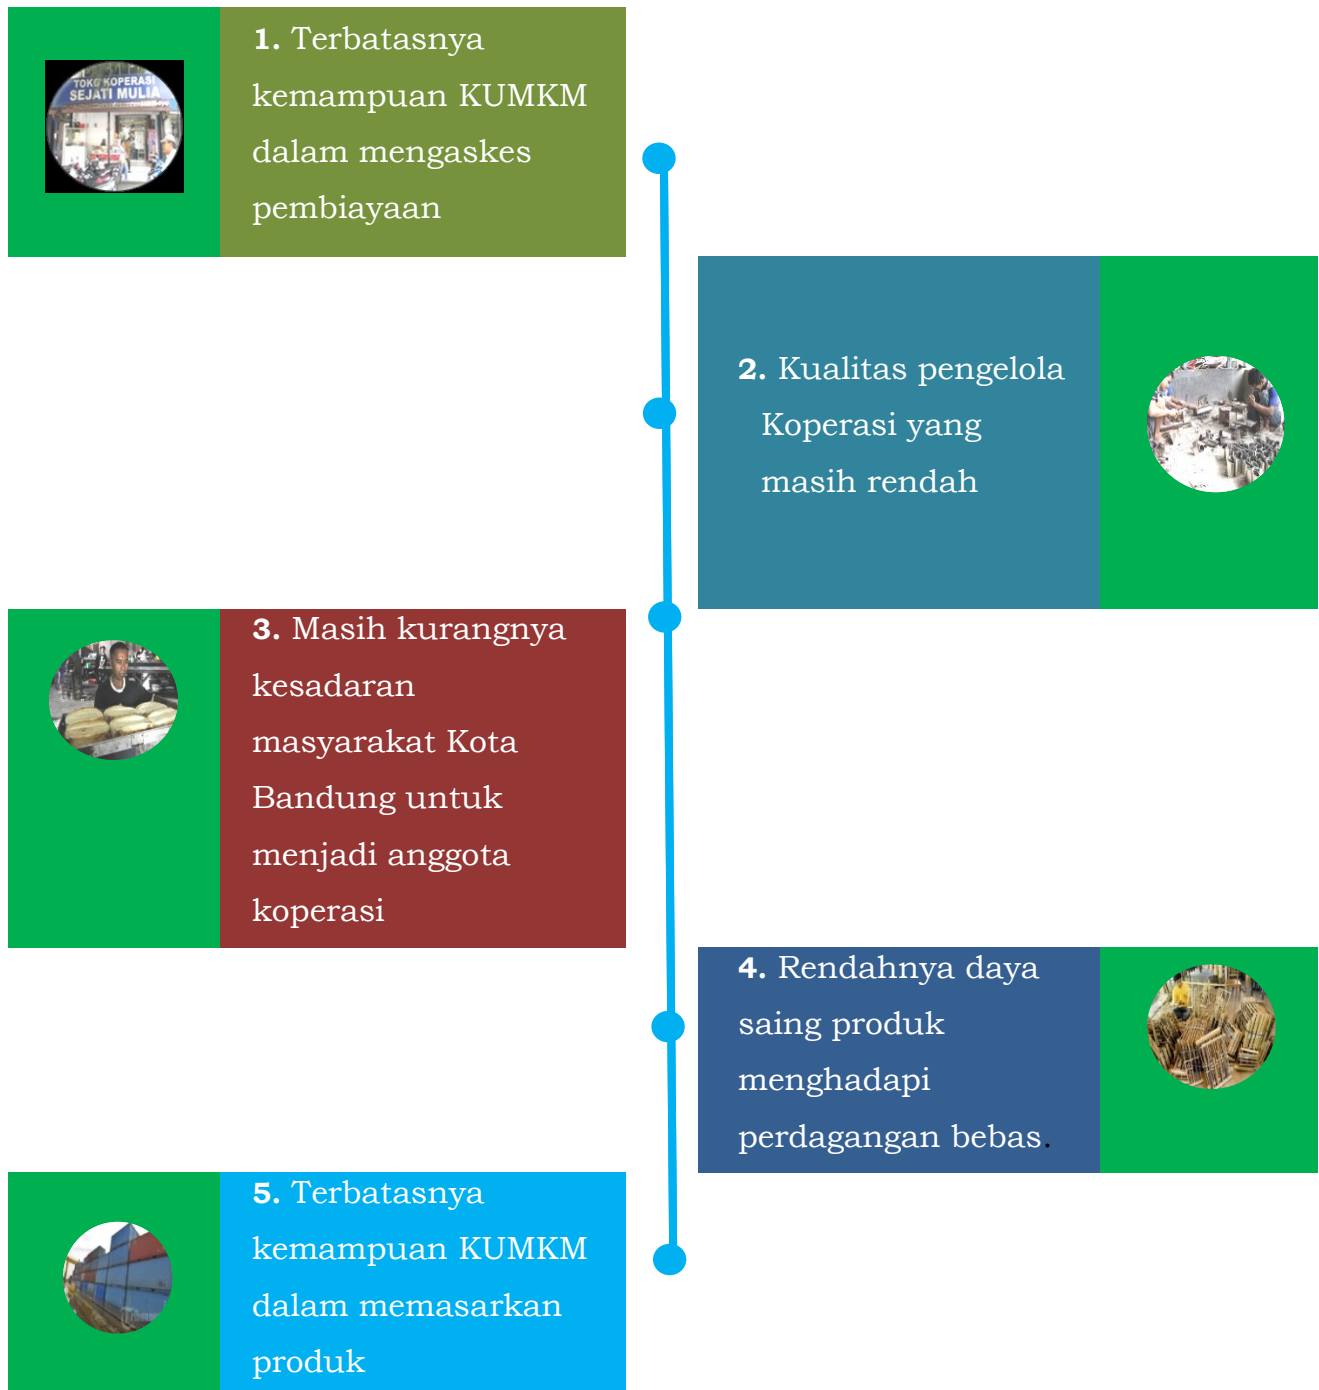 TOKO KOPERASI
SEJATI MULIA
1. Terbatasnya
kemampuan KUMKM
dalam mengaskes
pembiayaan
2. Kualitas pengelola
Koperasi yang
masih rendah
3. Masih kurangnya
kesadaran
masyarakat Kota
Bandung untuk
menjadi anggota
koperasi
4. Rendahnya daya
saing produk
menghadapi
perdagangan bebas.
5. Terbatasnya
kemampuan KUMKM
dalam memasarkan
produk